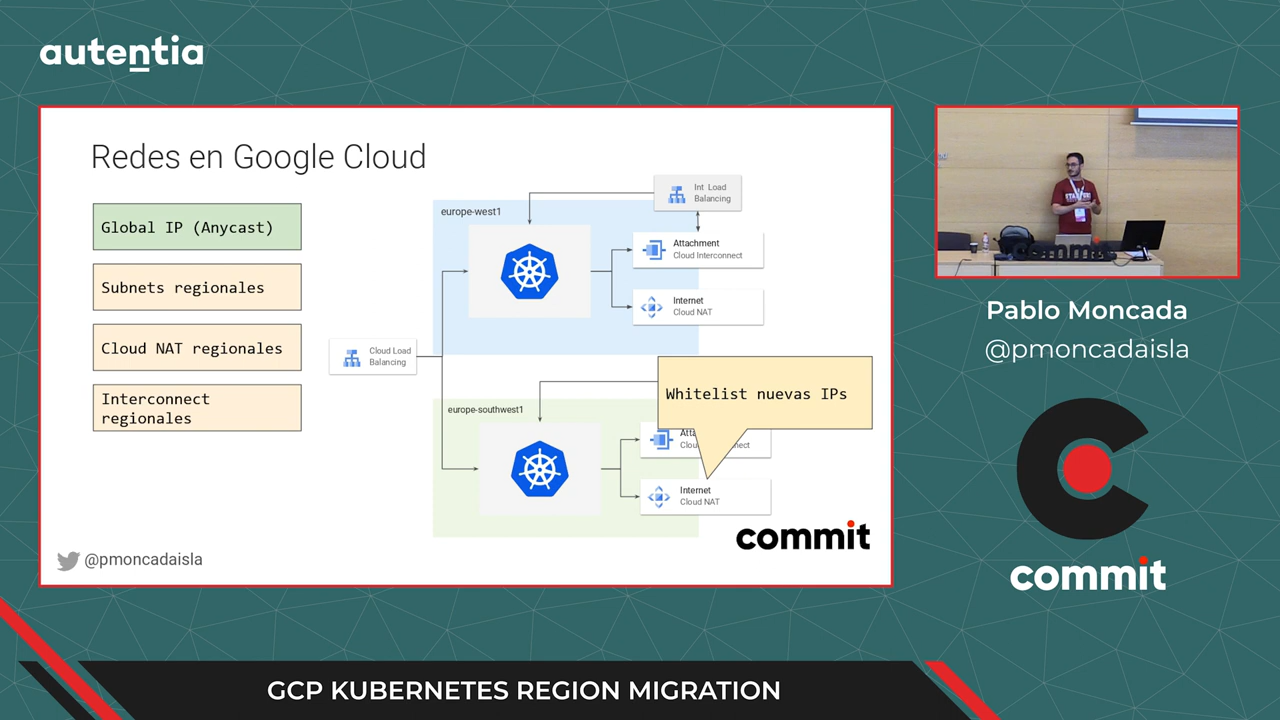 autentia
Redes en Google Cloud
Global IP (Anycast)
Subnets regionales
Cloud NAT regionales
Interconnect
regionales
Cloud Load
Balancing
europe-west1
Int Load
Balancing
Attachment
Cloud Interconnect
Internet
Cloud NAT
europe-southwest1
Whitelist nuevas IPs
Internet
Cloud NAT
commit
@pmoncadaisla
commit
Pablo Moncada
@pmoncadaisla
commit
GCP KUBERNETES REGION MIGRATION